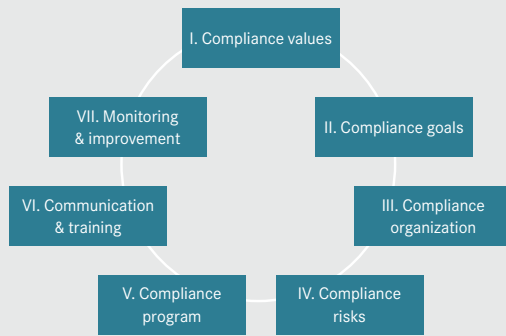 I. Compliance values
II. Compliance goals
III. Compliance
organization
IV. Compliance
risks
V. Compliance
program
VI. Communication
& training
VII. Monitoring
& improvement